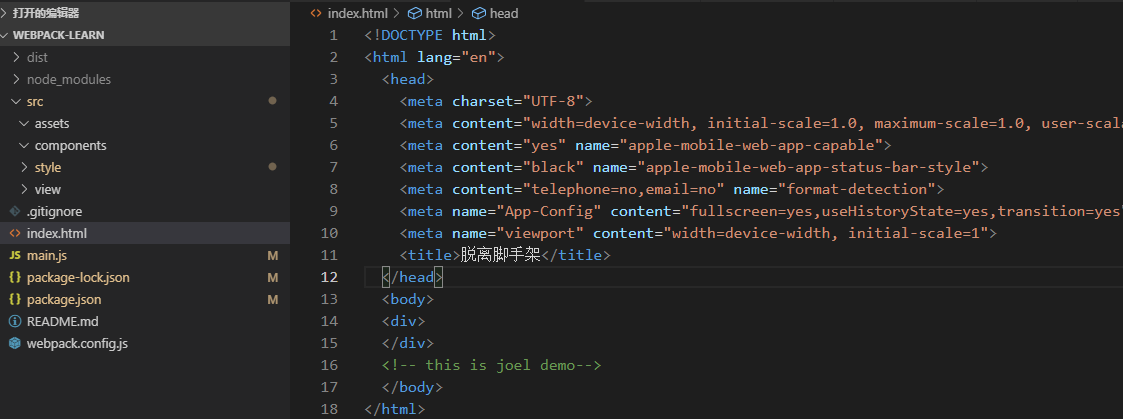 打开的编辑器
WEBPACK-LEARN
dist
node_modules
src
assets
components
style
view
.gitignore
index.html
main.js M
package-lock.json M
package.json M
README.md
webpack.config.js
index.html > html > head
1 <!DOCTYPE html>
2 <html lang="en">
3 <head>
4 <meta charset="UTF-8">
5 <meta content="width=device-width, initial-scale=1.0, maximum-scale=1.0, user-scala
6 <meta content="yes" name="apple-mobile-web-app-capable">
7 <meta content="black" name="apple-mobile-web-app-status-bar-style">
8 <meta content="telephone=no,email=no" name="format-detection">
9 <meta name="App-Config" content="fullscreen=yes,useHistoryState=yes,transition=yes"
10 <meta name="viewport" content="width=device-width, initial-scale=1">
11 <title>脱离脚手架</title>
12 </head>
13 <body>
14 <div>
15 </div>
16 <!-- this is joel demo-->
17 </body>
18 </html>